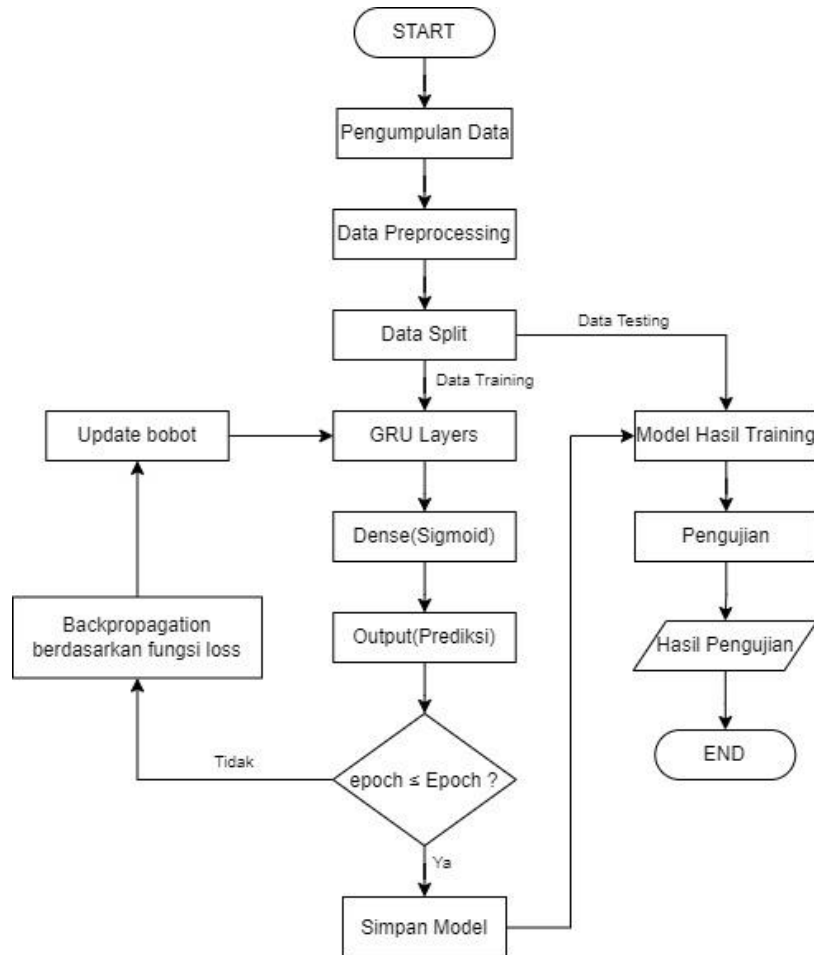 START
Pengumpulan Data
Data Preprocessing
Data Split
Data Testing
Data Training
Update bobot
GRU Layers
Model Hasil Training
Dense(Sigmoid)
Pengujian
Backpropagation
berdasarkan fungsi loss
Output(Prediksi)
Hasil Pengujian
Tidak
epoch ≤ Epoch ?
END
Ya
Simpan Model